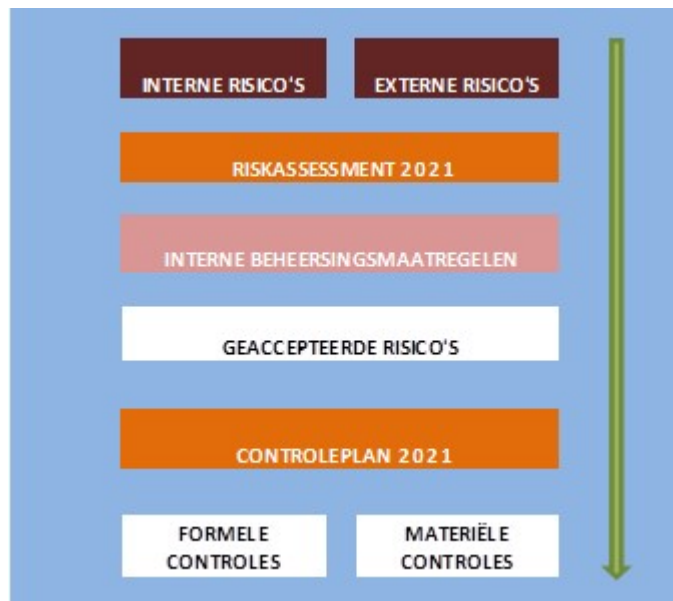 INTERNE RISICO'S
EXTERNE RISICO'S
RISKASSESSMENT 2021
INTERNE BEHEERSINGSMAATREGELEN
GEACCEPTEERDE RISICO'S
CONTROLEPLAN 2021
FORMELE
CONTROLES
MATERIËLE
CONTROLES